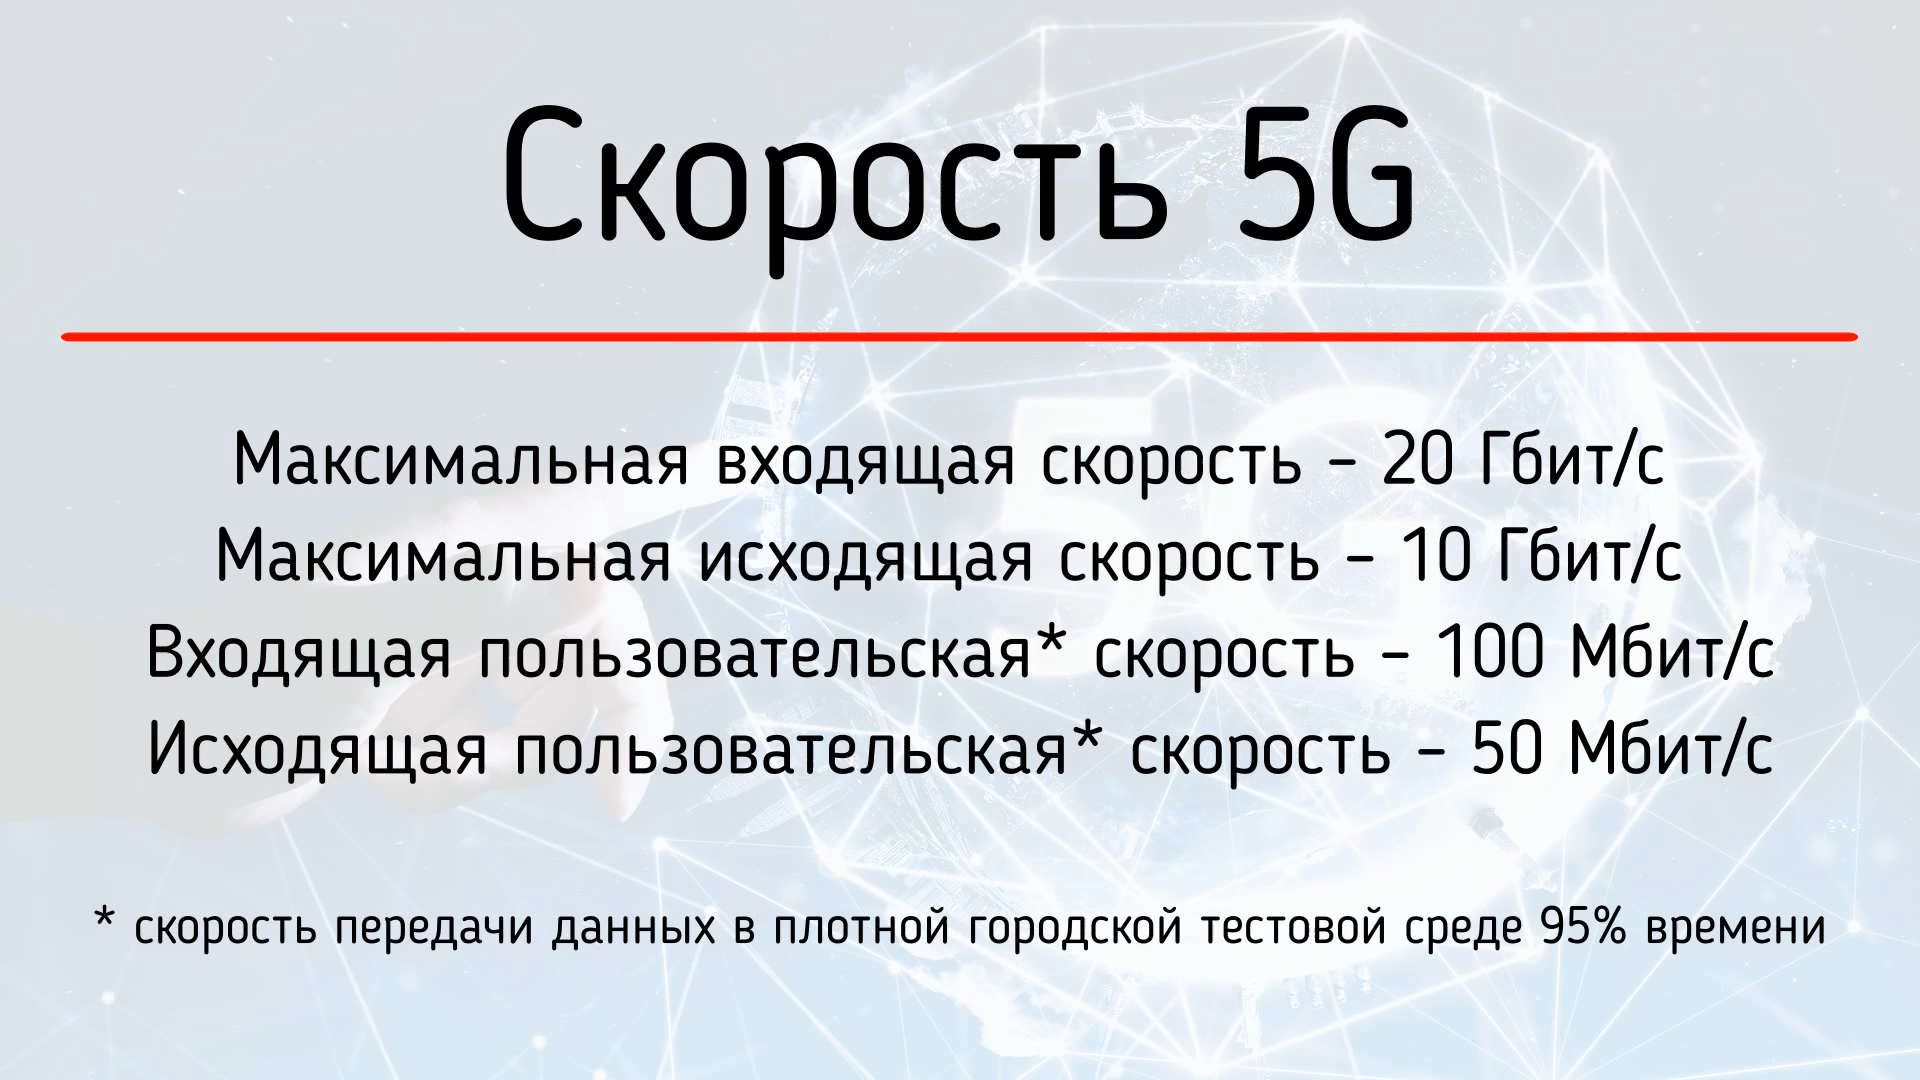 Скорость 5G
Максимальная входящая скорость – 20 Гбит/с
Максимальная исходящая скорость – 10 Гбит/с
Входящая пользовательская* скорость – 100 Мбит/с
Исходящая пользовательская* скорость – 50 Мбит/с
5G
* скорость передачи данных в плотной городской тестовой среде 95% времени